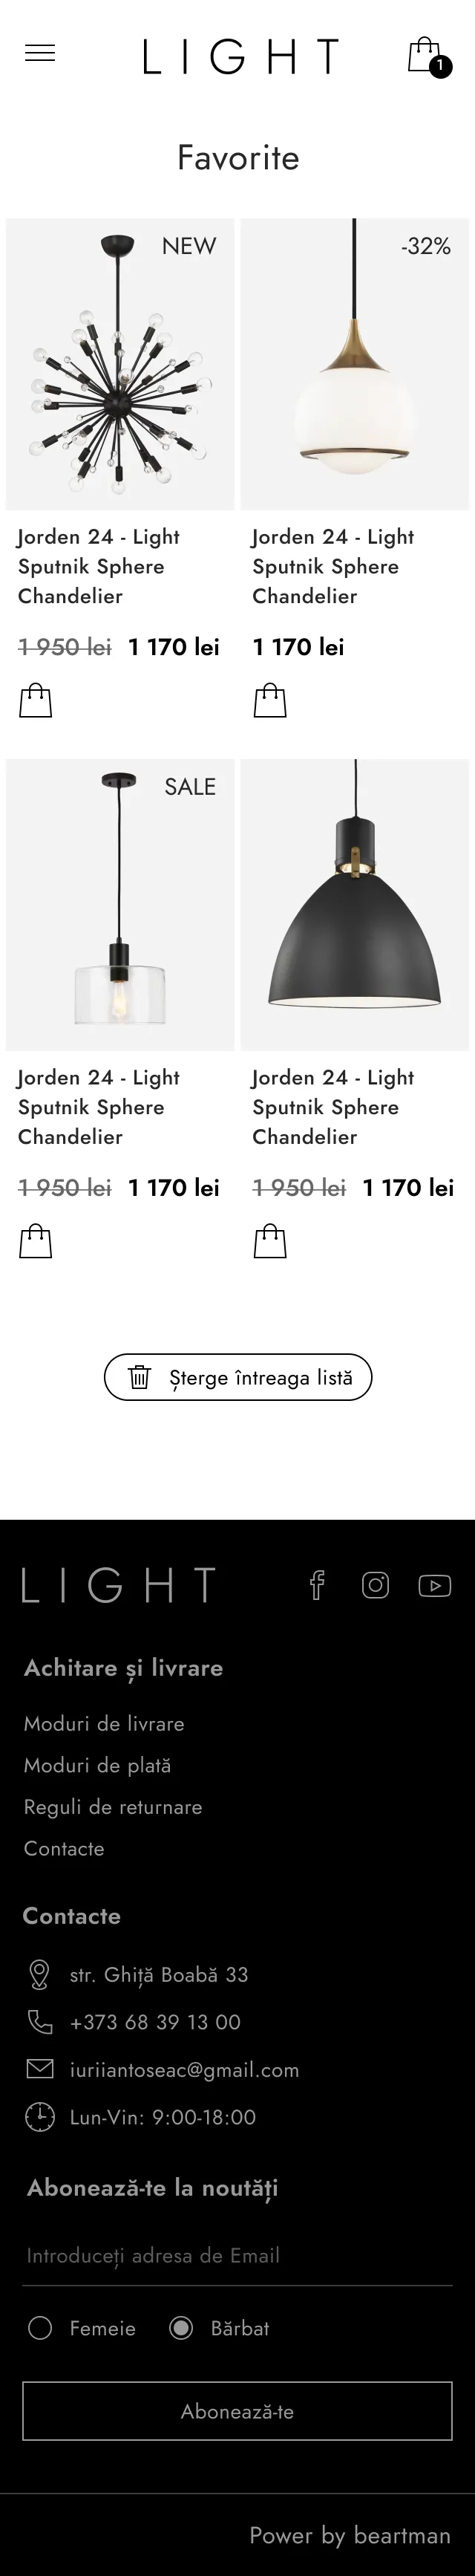 LIGHT
1
Favorite
NEW
-32%
Jorden 24 - Light
Sputnik Sphere
Chandelier
1 950 lei 1 170 lei
Jorden 24 - Light
Sputnik Sphere
Chandelier
1 170 lei
SALE
Jorden 24 - Light
Sputnik Sphere
Chandelier
1 950 lei 1 170 lei
Jorden 24 - Light
Sputnik Sphere
Chandelier
1 950 lei 1 170 lei
Șterge întreaga listă
LIGHT
Achitare și livrare
Moduri de livrare
Moduri de plată
Reguli de returnare
Contacte
Contacte
str. Ghiță Boabă 33
+373 68 39 13 00
iuriiantoseac@gmail.com
Lun-Vin: 9:00-18:00
Abonează-te la noutăți
Introduceți adresa de Email
Femeie Bărbat
Abonează-te
Power by beartman